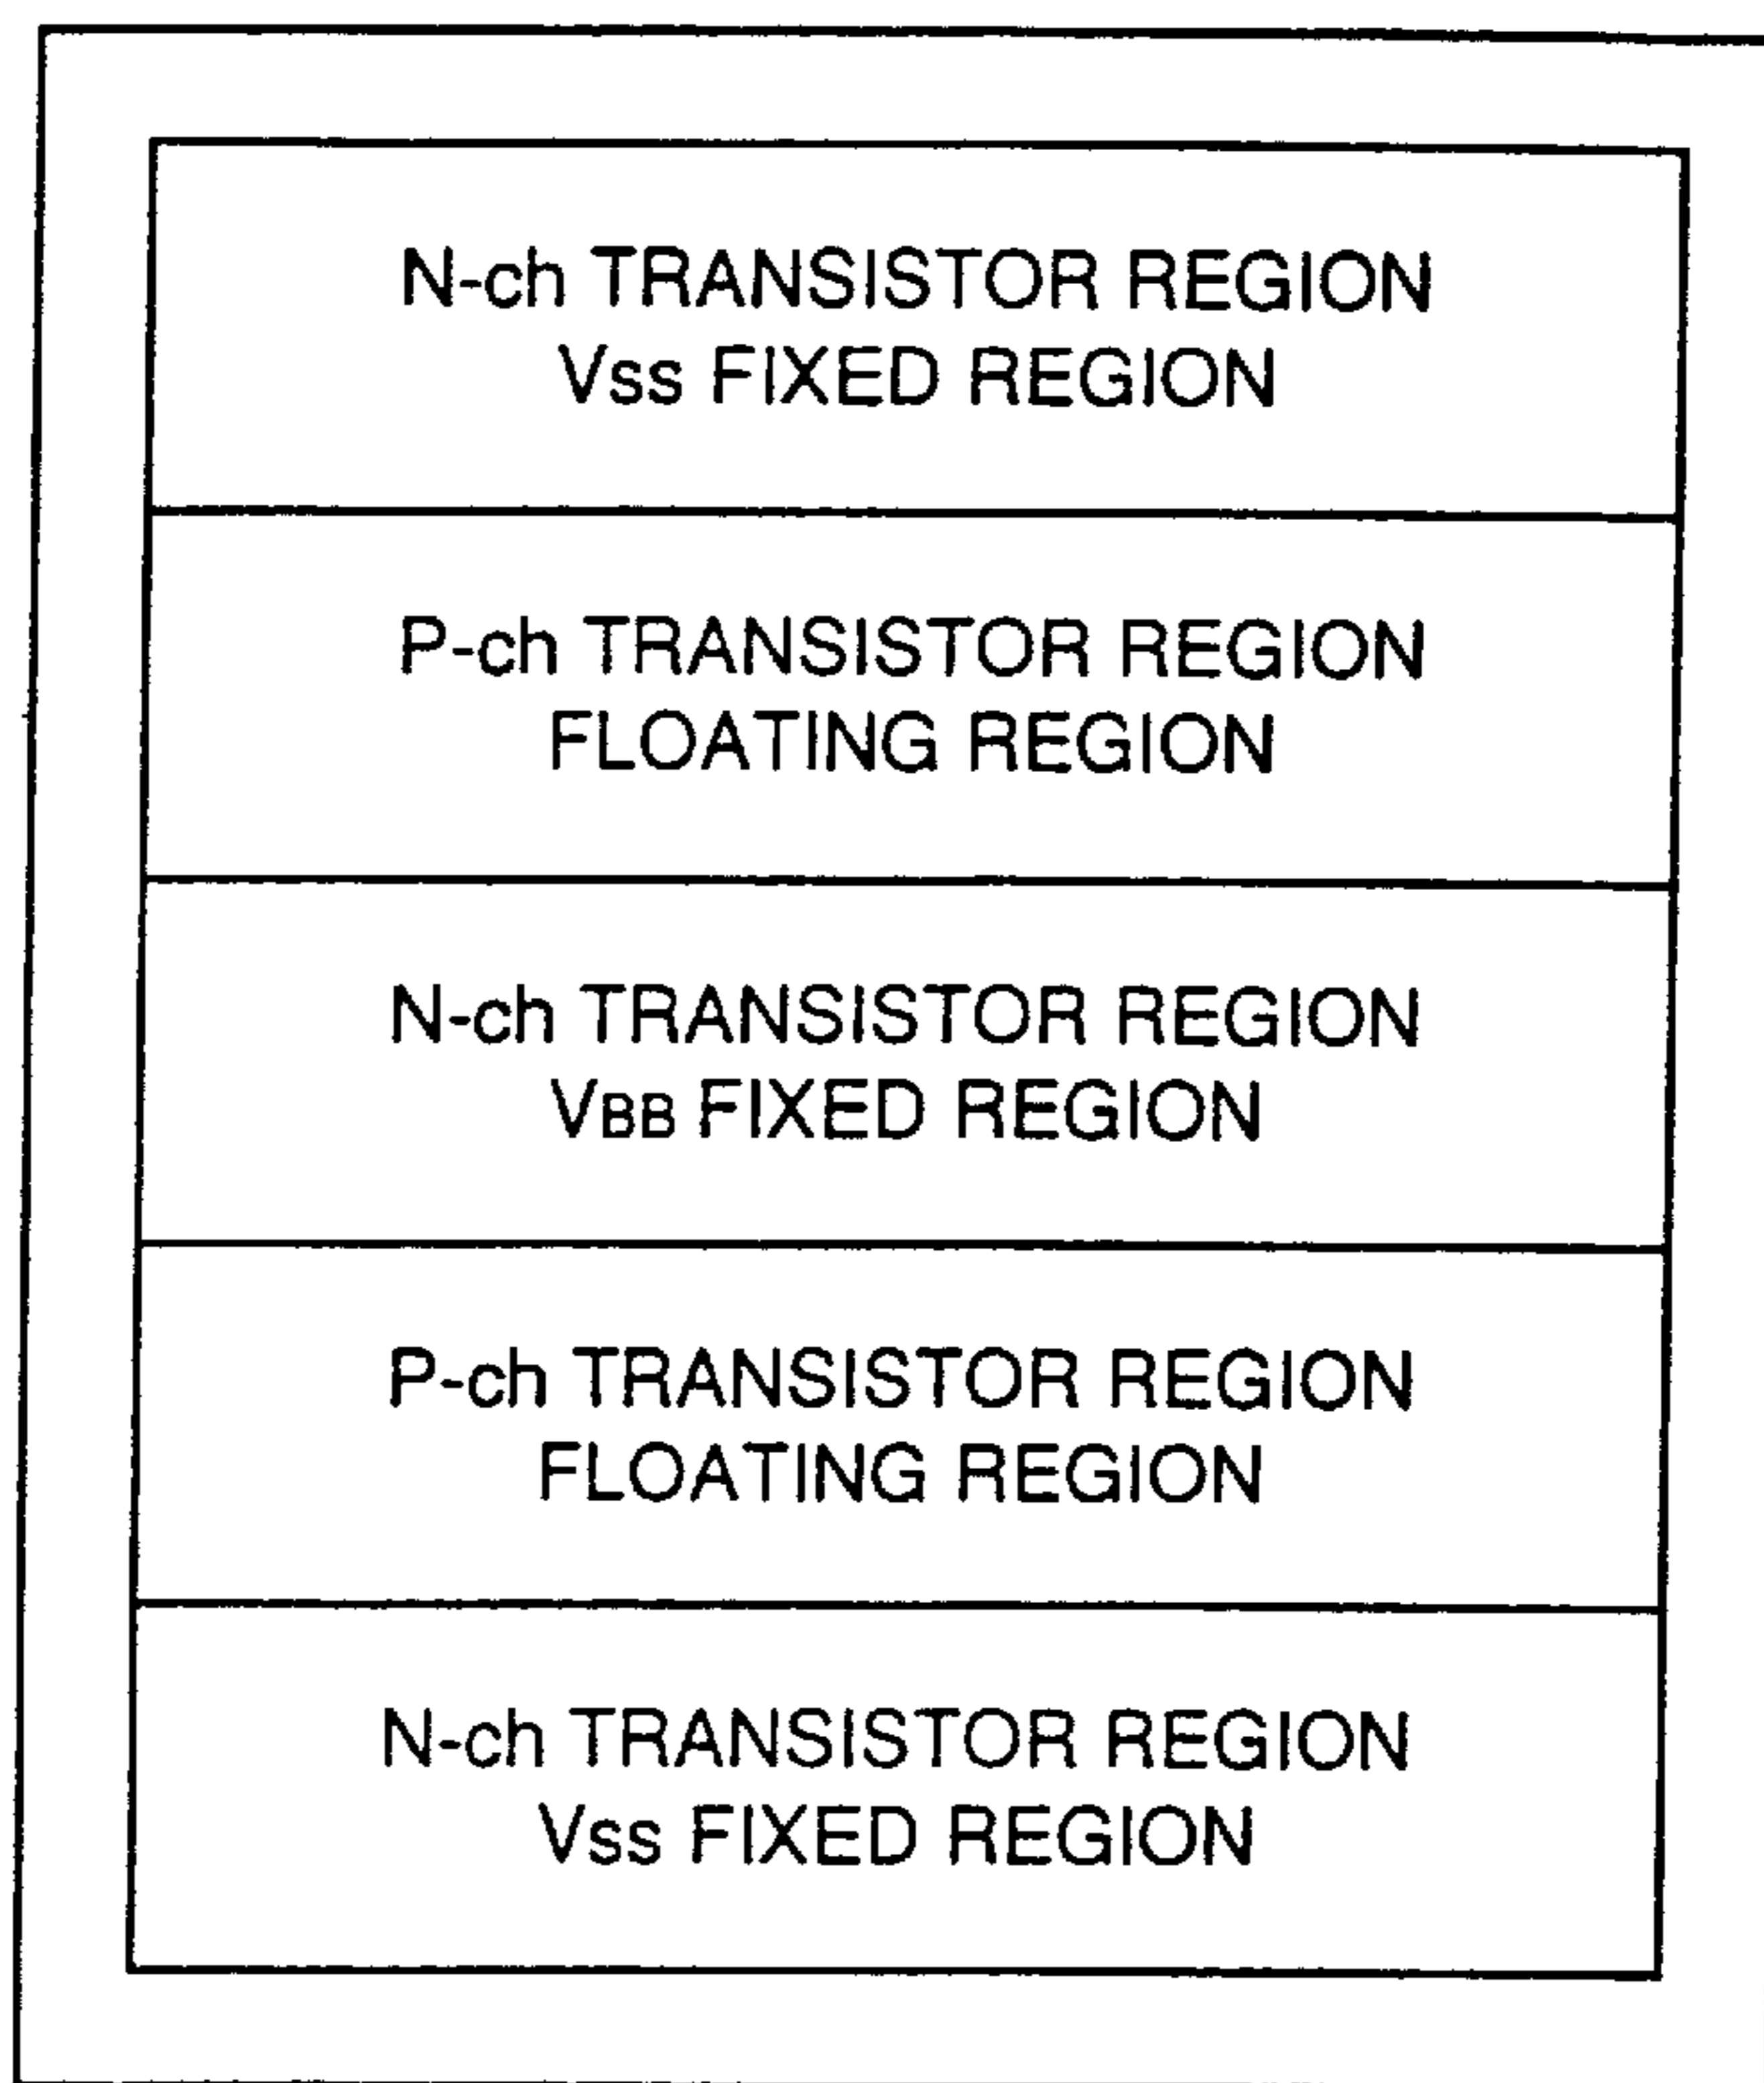 N-ch TRANSISTOR REGION
Vss FIXED REGION
P-ch TRANSISTOR REGION
FLOATING REGION
N-ch TRANSISTOR REGION
VBB FIXED REGION
P-ch TRANSISTOR REGION
FLOATING REGION
N-ch TRANSISTOR REGION
Vss FIXED REGION